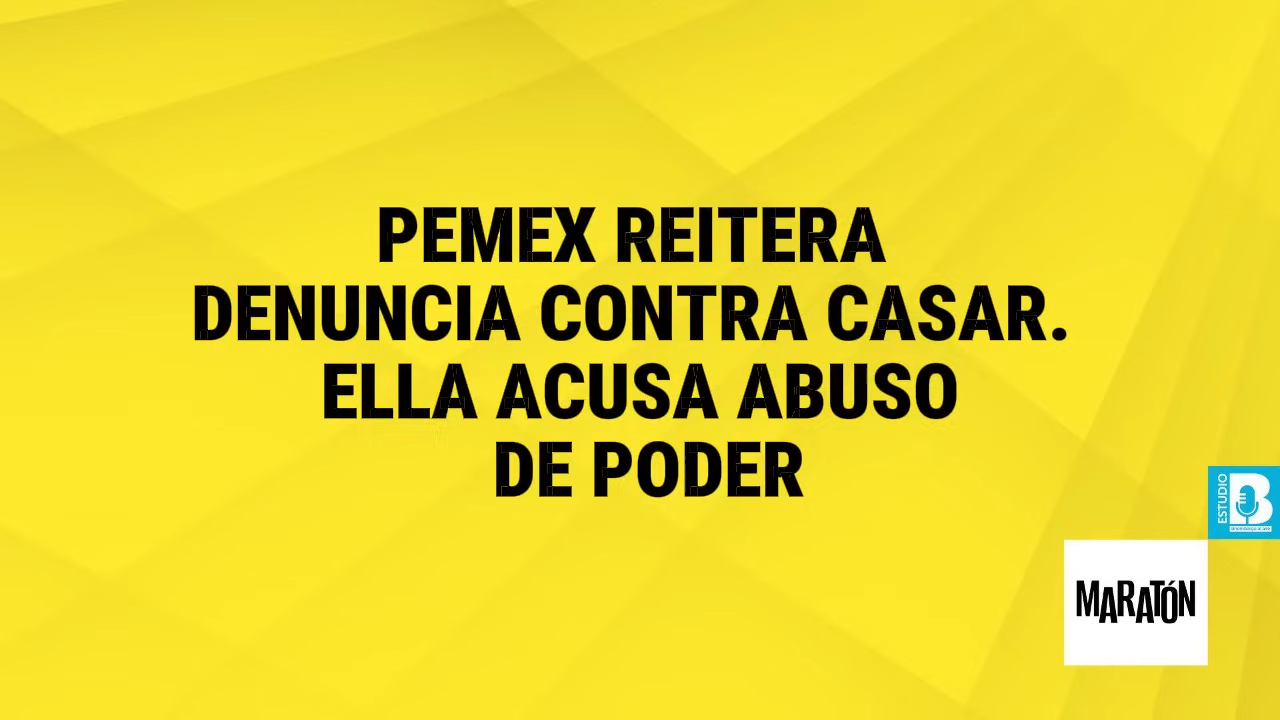 PEMEX REITERA
DENUNCIA CONTRA CASAR.
ELLA ACUSA ABUSO
DE PODER
ESTUDIO
B
MARATÓN